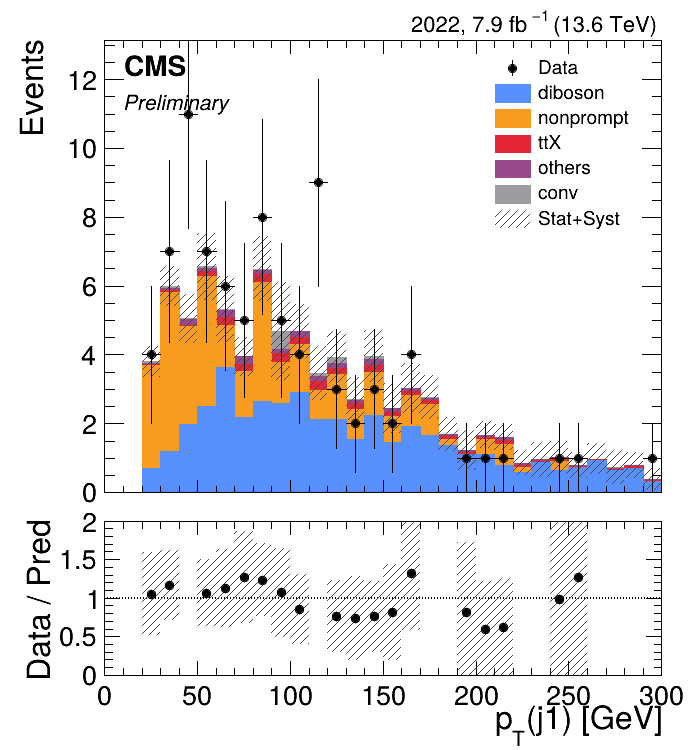 2022, 7.9 fb⁻¹ (13.6 TeV)
Events
CMS
Preliminary
Data
diboson
nonprompt
ttX
others
conv
Stat+Syst
12
10
8
6
4
2
0
Data / Pred
2
1.5
1
0.5
0
0 50 100 150 200 250 300
p_T(j1) [GeV]